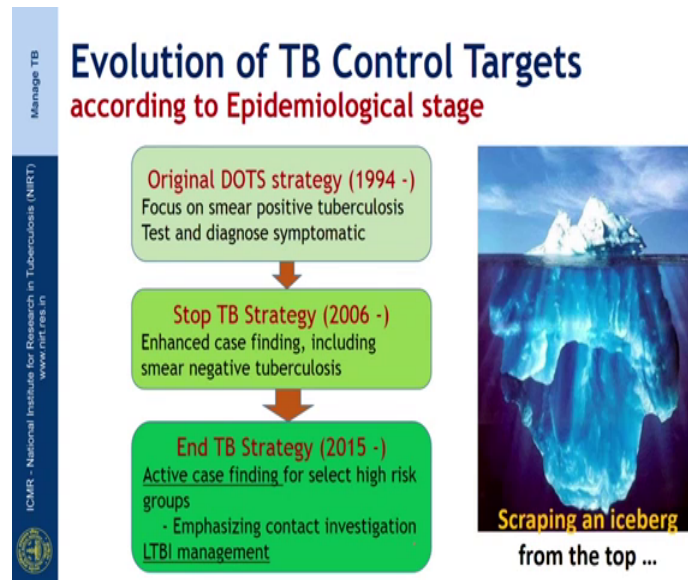 Manage TB
ICMR - National Institute for Research in Tuberculosis (NIRT)
www.nirt.res.in
Evolution of TB Control Targets
according to Epidemiological stage
Original DOTS strategy (1994 -)
Focus on smear positive tuberculosis
Test and diagnose symptomatic
Stop TB Strategy (2006 -)
Enhanced case finding, including
smear negative tuberculosis
End TB Strategy (2015 -)
Active case finding for select high risk
groups
- Emphasizing contact investigation
LTBI management
Scraping an iceberg
from the top ...